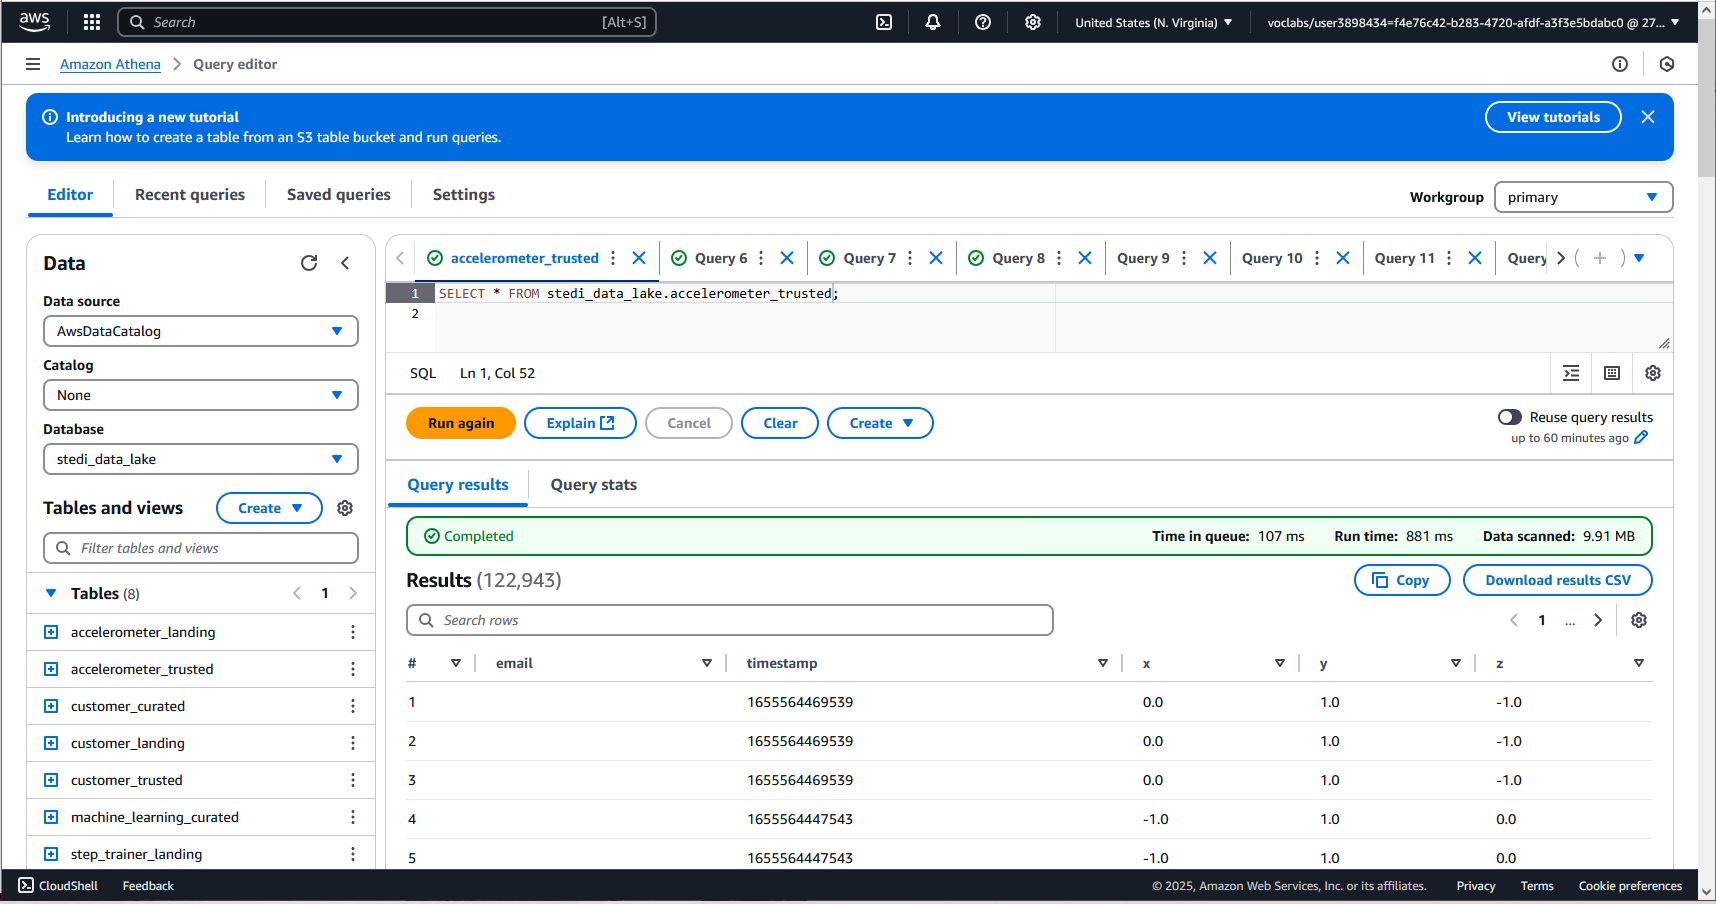 aws
Search
[Alt+S]
United States (N. Virginia)
voclabs/user3898434=f4e76c42-b283-4720-afdf-a3f3e5bdabc0 @ 27...
Amazon Athena
Query editor
Introducing a new tutorial
Learn how to create a table from an S3 table bucket and run queries.
View tutorials
Editor
Recent queries
Saved queries
Settings
Workgroup
primary
Data
Data source
AwsDataCatalog
Catalog
None
Database
stedi_data_lake
Tables and views
Create
Filter tables and views
Tables (8)
1
accelerometer_landing
accelerometer_trusted
customer_curated
customer_landing
customer_trusted
machine_learning_curated
step_trainer_landing
accelerometer_trusted
Query 6
Query 7
Query 8
Query 9
Query 10
Query 11
Query
1 SELECT * FROM stedi_data_lake.accelerometer_trusted;
2
SQL
Ln 1, Col 52
Run again
Explain
Cancel
Clear
Create
Reuse query results
up to 60 minutes ago
Query results
Query stats
Completed
Time in queue: 107 ms
Run time: 881 ms
Data scanned: 9.91 MB
Results (122,943)
Copy
Download results CSV
Search rows
1 ...
# email timestamp x y z
1 1655564469539 0.0 1.0 -1.0
2 1655564469539 0.0 1.0 -1.0
3 1655564469539 0.0 1.0 -1.0
4 1655564447543 -1.0 1.0 0.0
5 1655564447543 -1.0 1.0 0.0
CloudShell
Feedback
© 2025, Amazon Web Services, Inc. or its affiliates.
Privacy
Terms
Cookie preferences